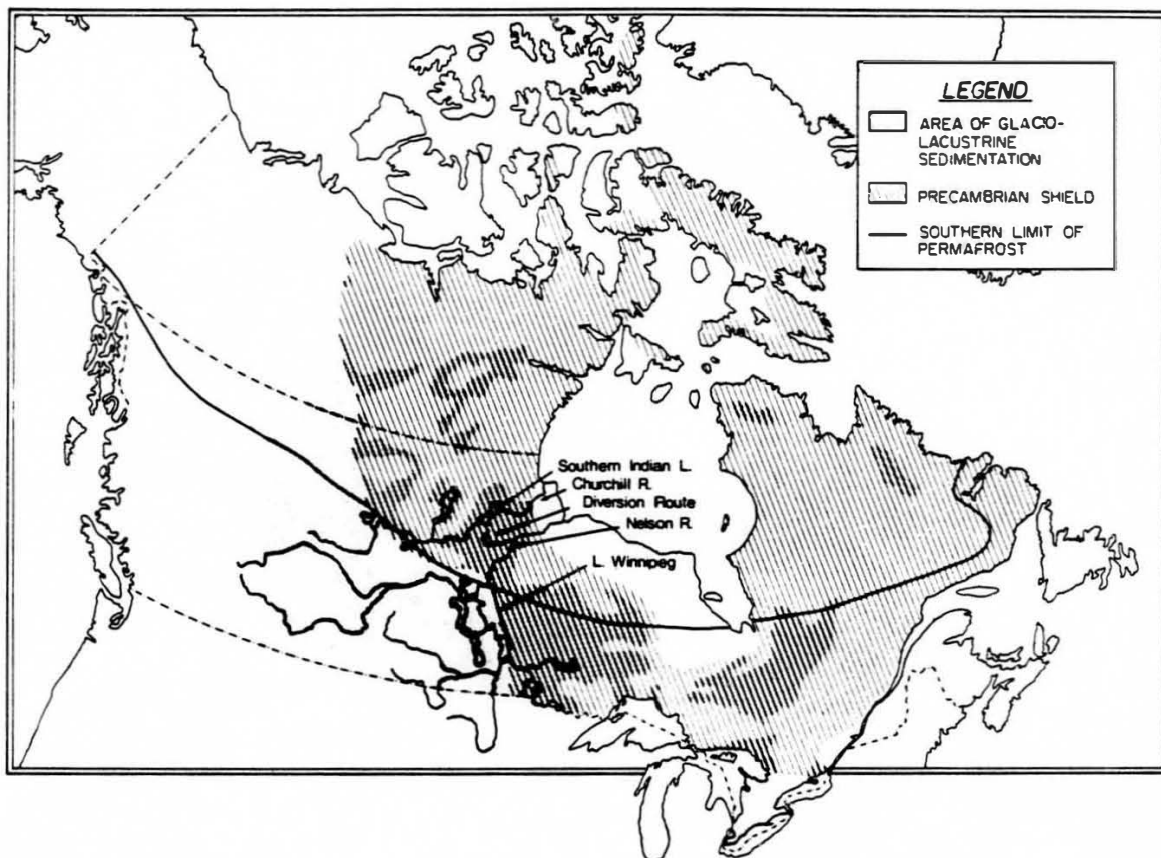 LEGEND
AREA OF GLACIO-
LACUSTRINE
SEDIMENTATION
PRECAMBRIAN SHIELD
SOUTHERN LIMIT OF
PERMAFROST
Southern Indian L.
Churchill R.
Diversion Route
Nelson R.
L. Winnipeg